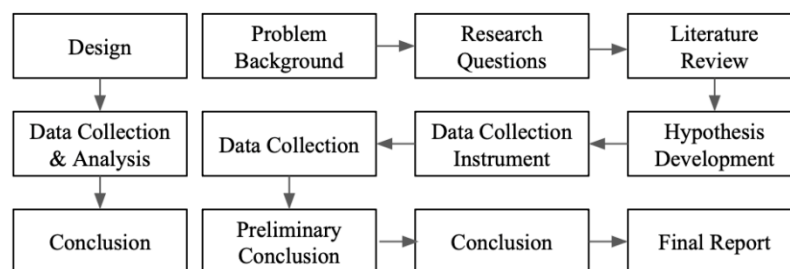 Design
Problem
Background
Research
Questions
Literature
Review
Data Collection
& Analysis
Data Collection
Data Collection
Instrument
Hypothesis
Development
Conclusion
Preliminary
Conclusion
Conclusion
Final Report